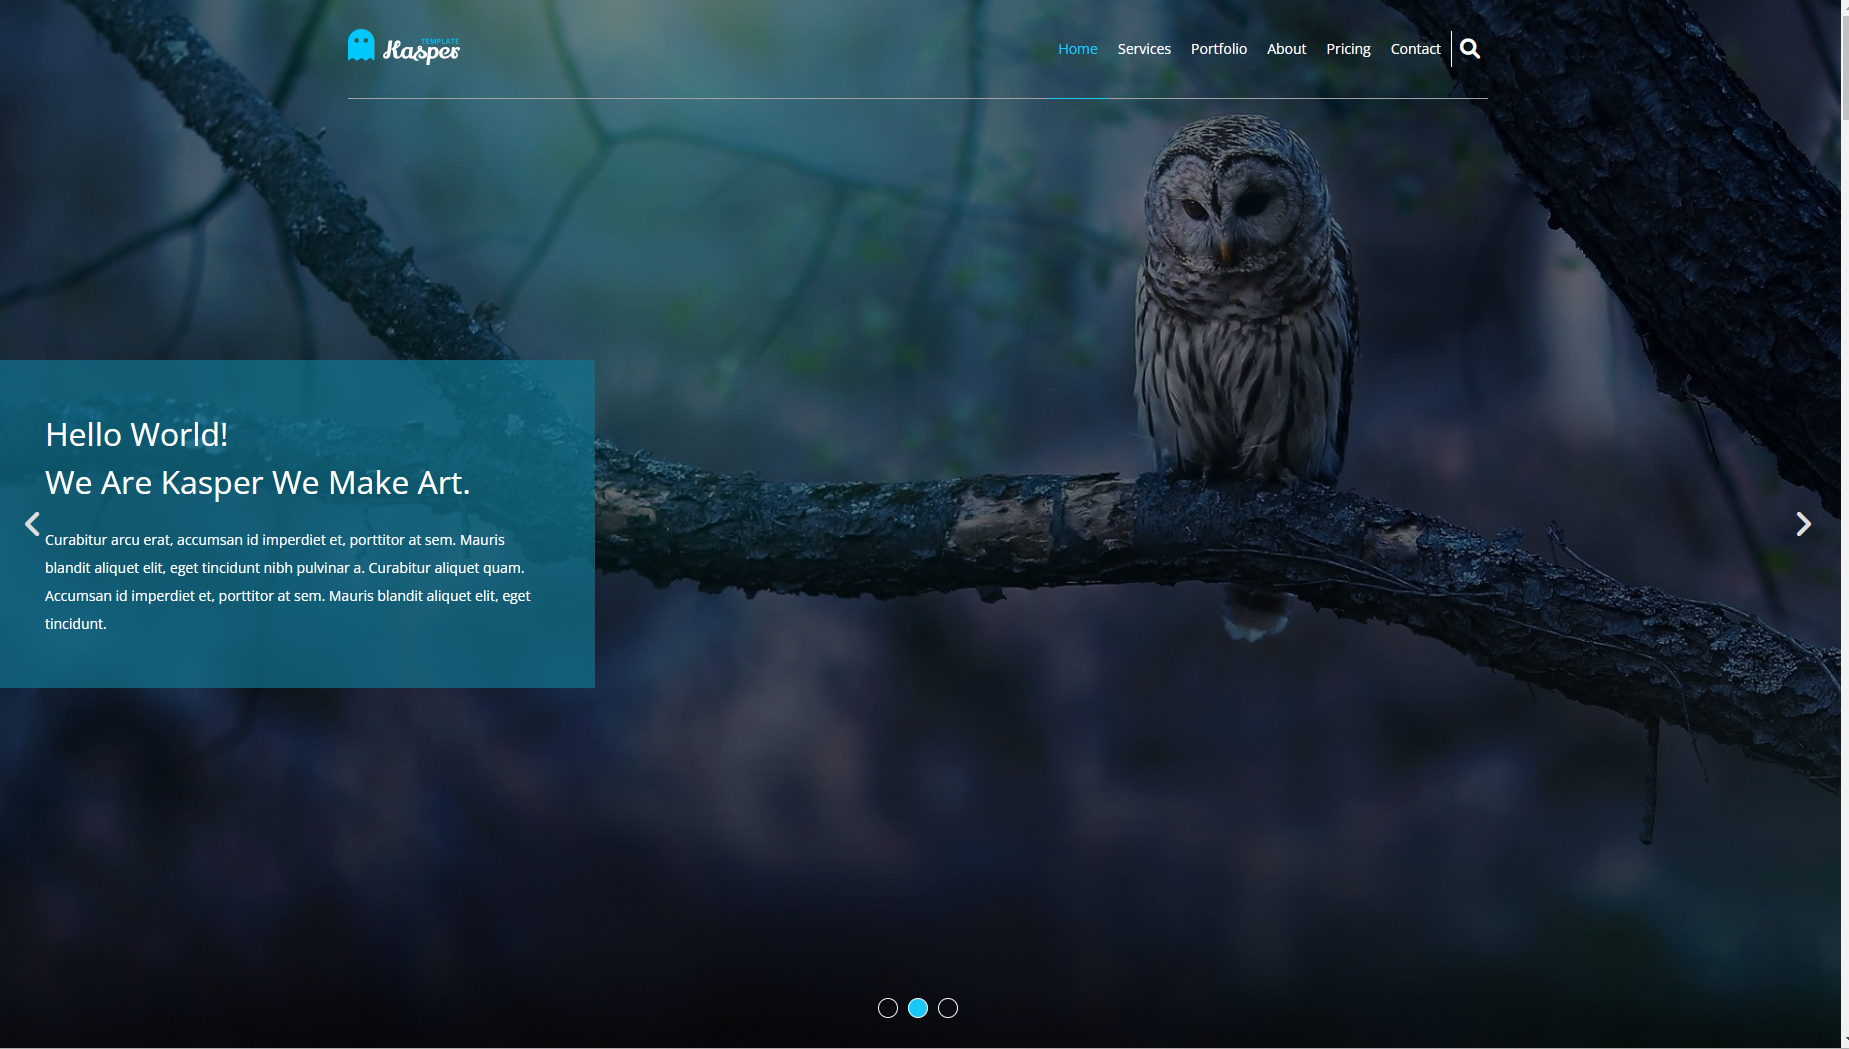 TEMPLATE
Kasper
Home Services Portfolio About Pricing Contact
Hello World!
We Are Kasper We Make Art.
Curabitur arcu erat, accumsan id imperdiet et, porttitor at sem. Mauris
blandit aliquet elit, eget tincidunt nibh pulvinar a. Curabitur aliquet quam.
Accumsan id imperdiet et, porttitor at sem. Mauris blandit aliquet elit, eget
tincidunt.